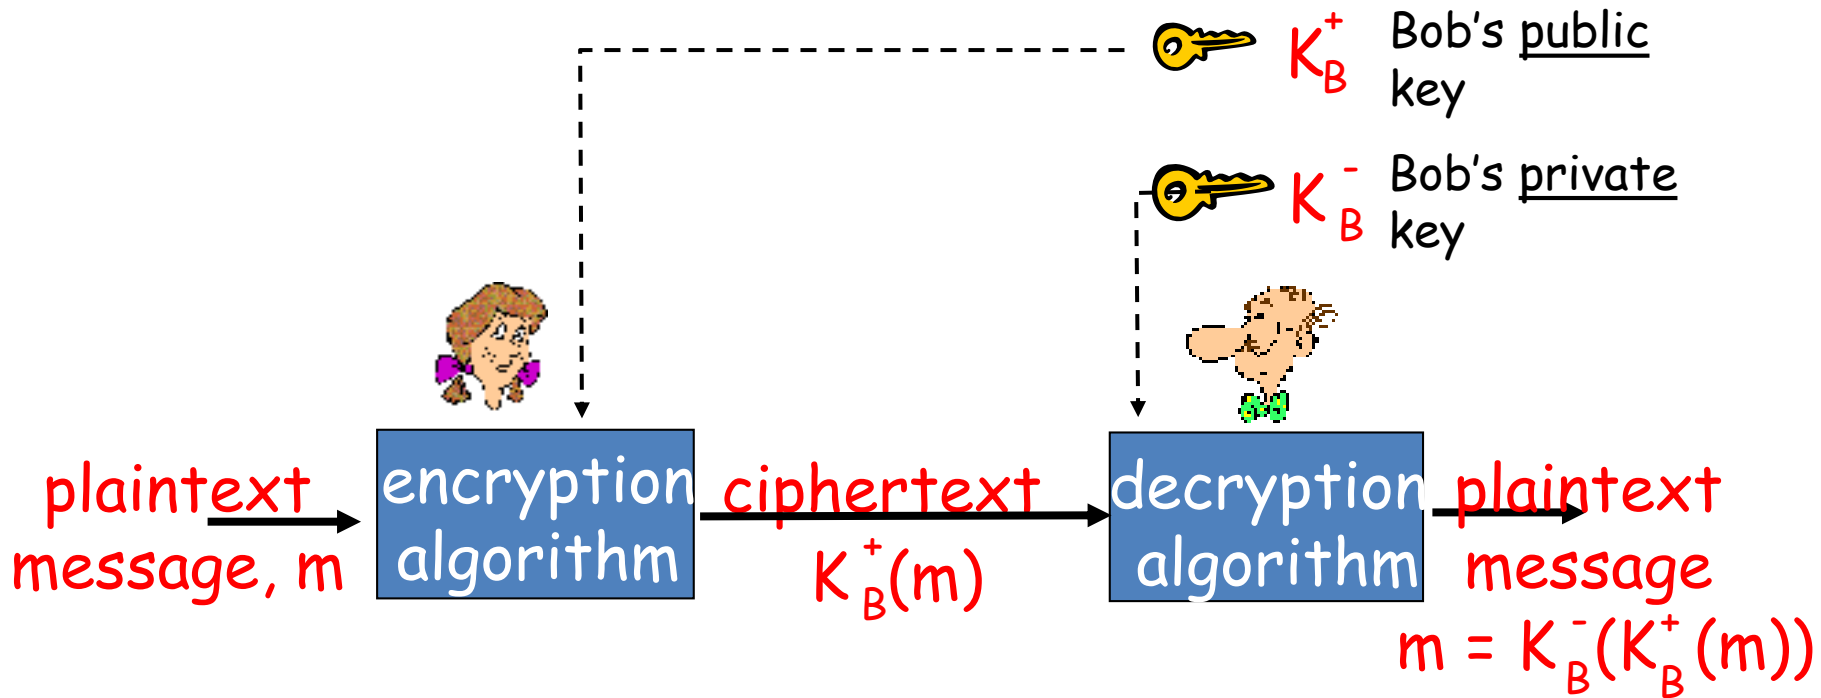 K_B^+ Bob's public
key
K_B^- Bob's private
key
plaintext
message, m
encryption
algorithm
ciphertext
K_B^+(m)
decryption
algorithm
plaintext
message
m = K_B^-(K_B^+(m))